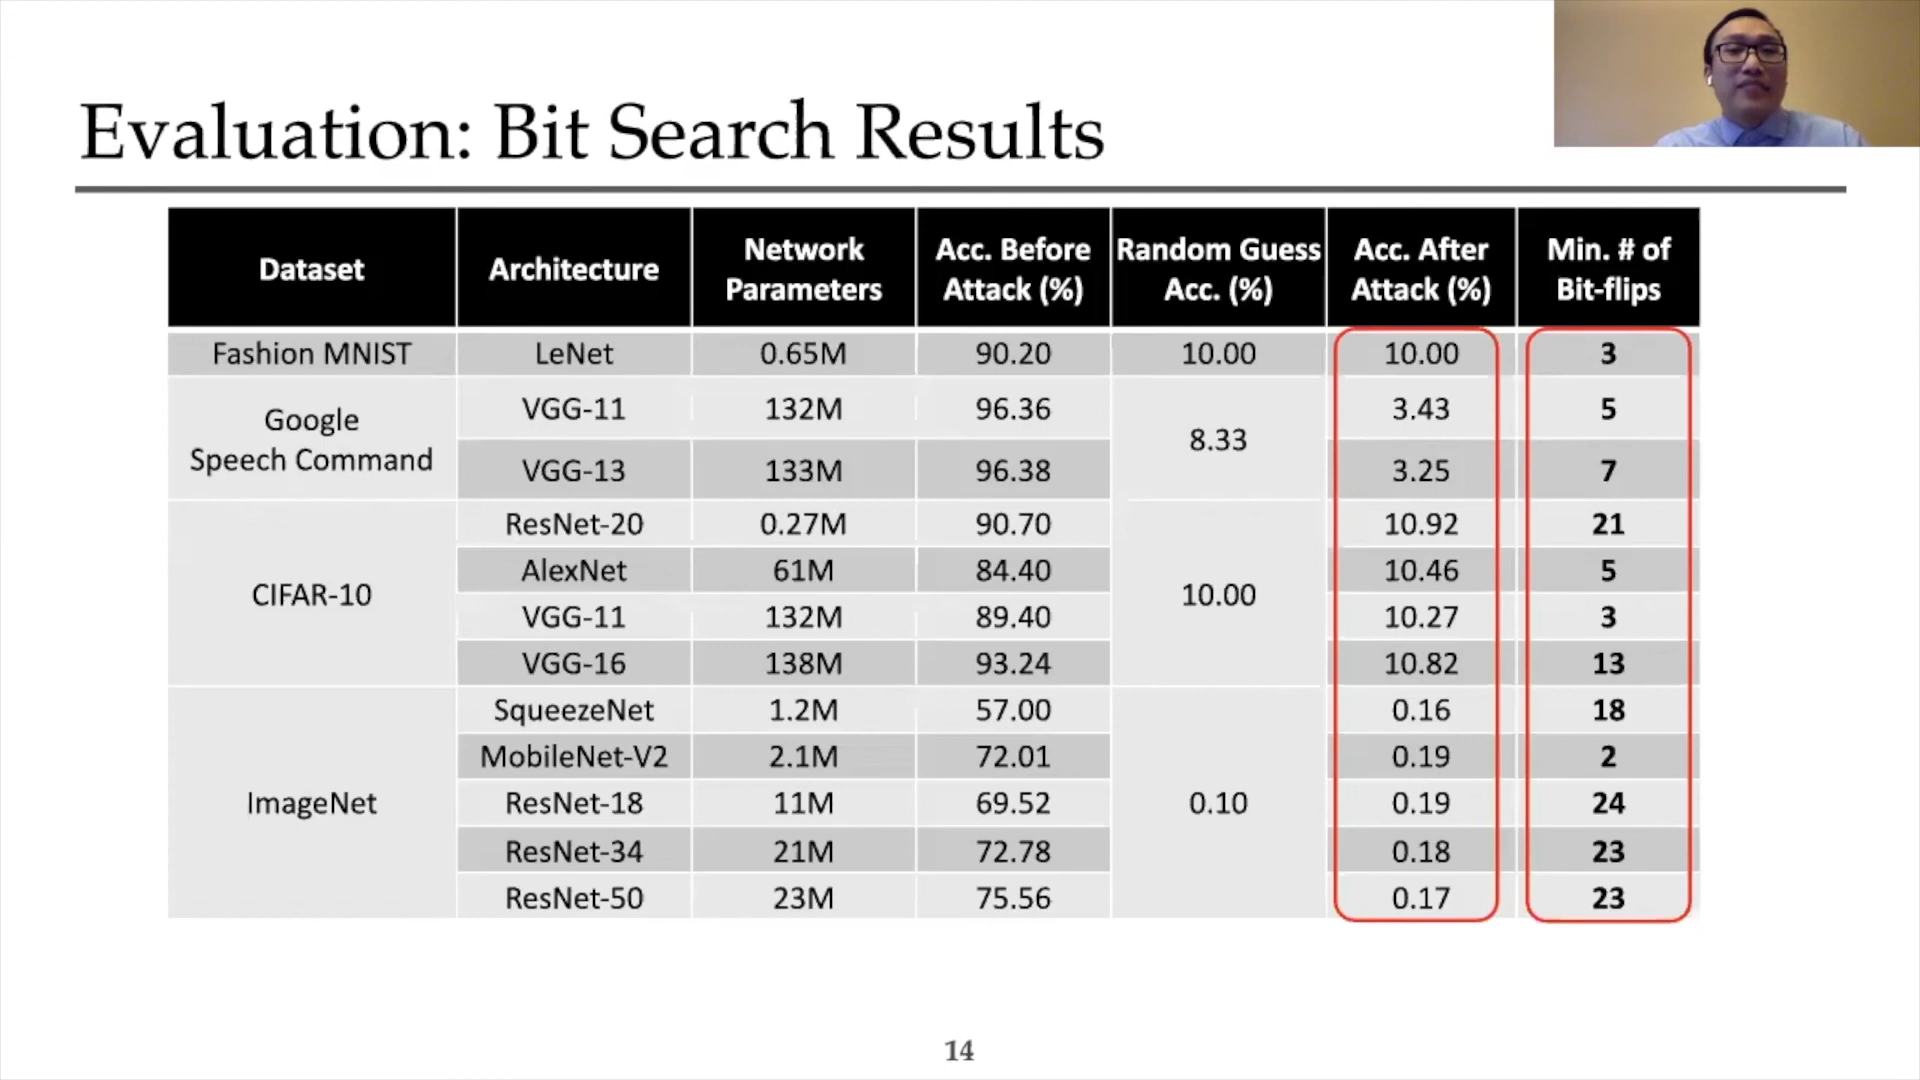 Evaluation: Bit Search Results
Dataset Architecture Network Parameters Acc. Before Attack (%) Random Guess Acc. (%) Acc. After Attack (%) Min. # of Bit-flips
Fashion MNIST LeNet 0.65M 90.20 10.00 10.00 3
Google Speech Command VGG-11 132M 96.36 8.33 3.43 5
VGG-13 133M 96.38 3.25 7
CIFAR-10 ResNet-20 0.27M 90.70 10.00 10.92 21
AlexNet 61M 84.40 10.46 5
VGG-11 132M 89.40 10.27 3
VGG-16 138M 93.24 10.82 13
ImageNet SqueezeNet 1.2M 57.00 0.10 0.16 18
MobileNet-V2 2.1M 72.01 0.19 2
ResNet-18 11M 69.52 0.19 24
ResNet-34 21M 72.78 0.18 23
ResNet-50 23M 75.56 0.17 23
14